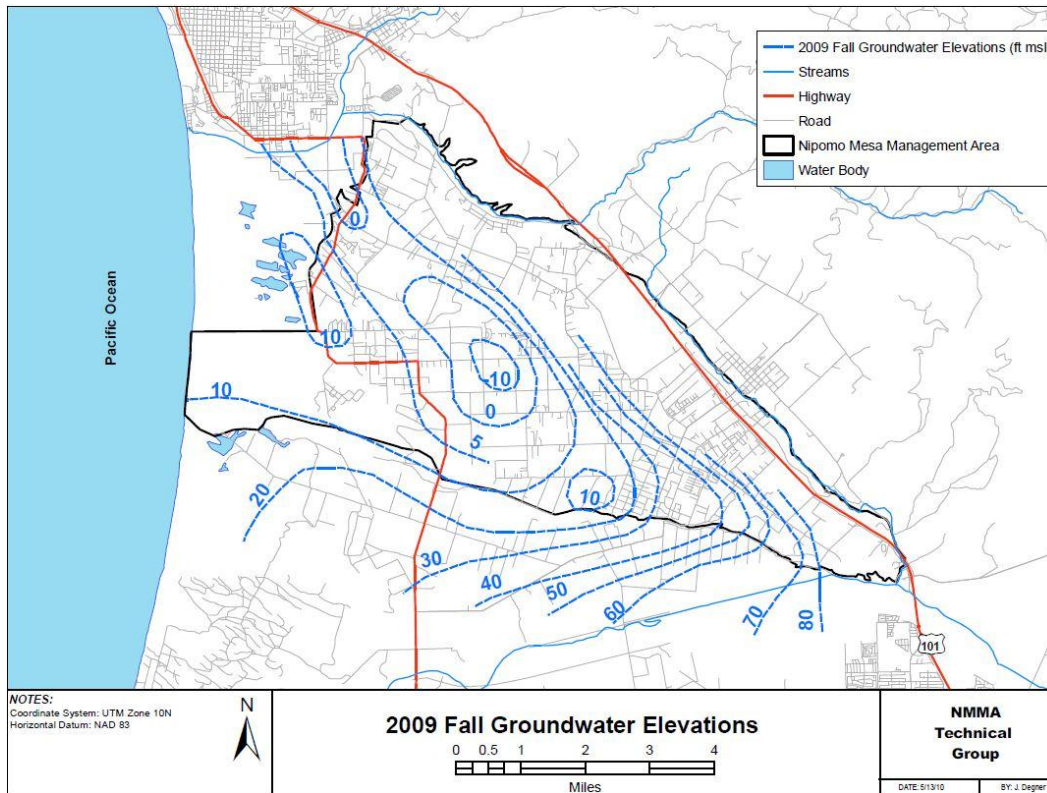 2009 Fall Groundwater Elevations (ft msl
Streams
Highway
Road
Nipomo Mesa Management Area
Water Body
Pacific Ocean
0
10
-10
0
10
5
10
20
30
40
50
60
70
80
101
NOTES:
Coordinate System: UTM Zone 10N
Horizontal Datum: NAD 83
N
2009 Fall Groundwater Elevations
0 0.5 1 2 3 4
Miles
NMMA
Technical
Group
DATE: 5/13/10 BY: J. Degner